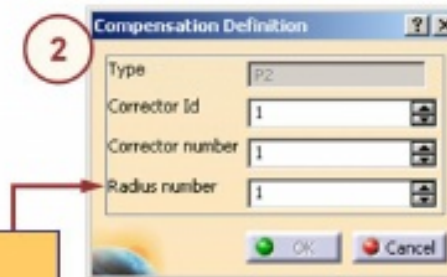 2
Compensation Definition
Type P2
Corrector Id 1
Corrector number 1
Radius number 1
OK Cancel